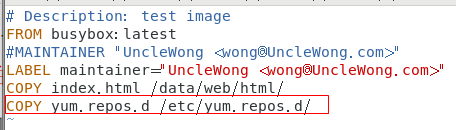 # Description: test image
FROM busybox:latest
#MAINTAINER "UncleWong <wong@UncleWong.com>"
LABEL maintainer="UncleWong <wong@UncleWong.com>"
COPY index.html /data/web/html/
COPY yum.repos.d /etc/yum.repos.d/
~